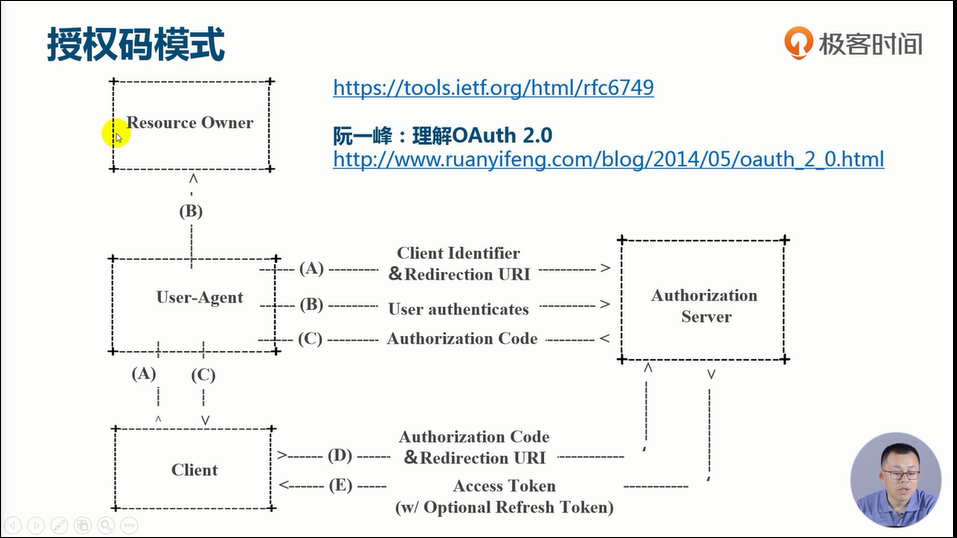 授权码模式
极客时间
https://tools.ietf.org/html/rfc6749
Resource Owner
阮一峰：理解OAuth 2.0
http://www.ruanyifeng.com/blog/2014/05/oauth_2_0.html
(B)
Client Identifier
(A) &Redirection URI
User-Agent
(B) User authenticates
Authorization
Server
(C) Authorization Code
(A) (C)
Authorization Code
(D) &Redirection URI
Client
(E) Access Token
(w/ Optional Refresh Token)